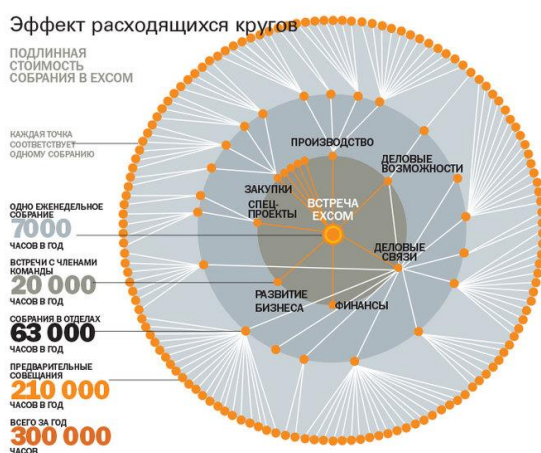 Эффект расходящихся кругов
ПОДЛИННАЯ
СТОИМОСТЬ
СОБРАНИЯ В EXCOM
КАЖДАЯ ТОЧКА
СООТВЕТСТВУЕТ
ОДНОМУ СОБРАНИЮ
ПРОИЗВОДСТВО
ДЕЛОВЫЕ
ВОЗМОЖНОСТИ
ЗАКУПКИ
СПЕЦ-
ПРОЕКТЫ
ВСТРЕЧА
EXCOM
ДЕЛОВЫЕ
СВЯЗИ
РАЗВИТИЕ
БИЗНЕСА
ФИНАНСЫ
ОДНО ЕЖЕНЕДЕЛЬНОЕ
СОБРАНИЕ
7000
ЧАСОВ В ГОД
ВСТРЕЧИ С ЧЛЕНАМИ
КОМАНДЫ
20 000
ЧАСОВ В ГОД
СОБРАНИЯ В ОТДЕЛАХ
63 000
ЧАСОВ В ГОД
ПРЕДВАРИТЕЛЬНЫЕ
СОВЕЩАНИЯ
210 000
ЧАСОВ В ГОД
ВСЕГО ЗА ГОД
300 000
ЧАСОВ